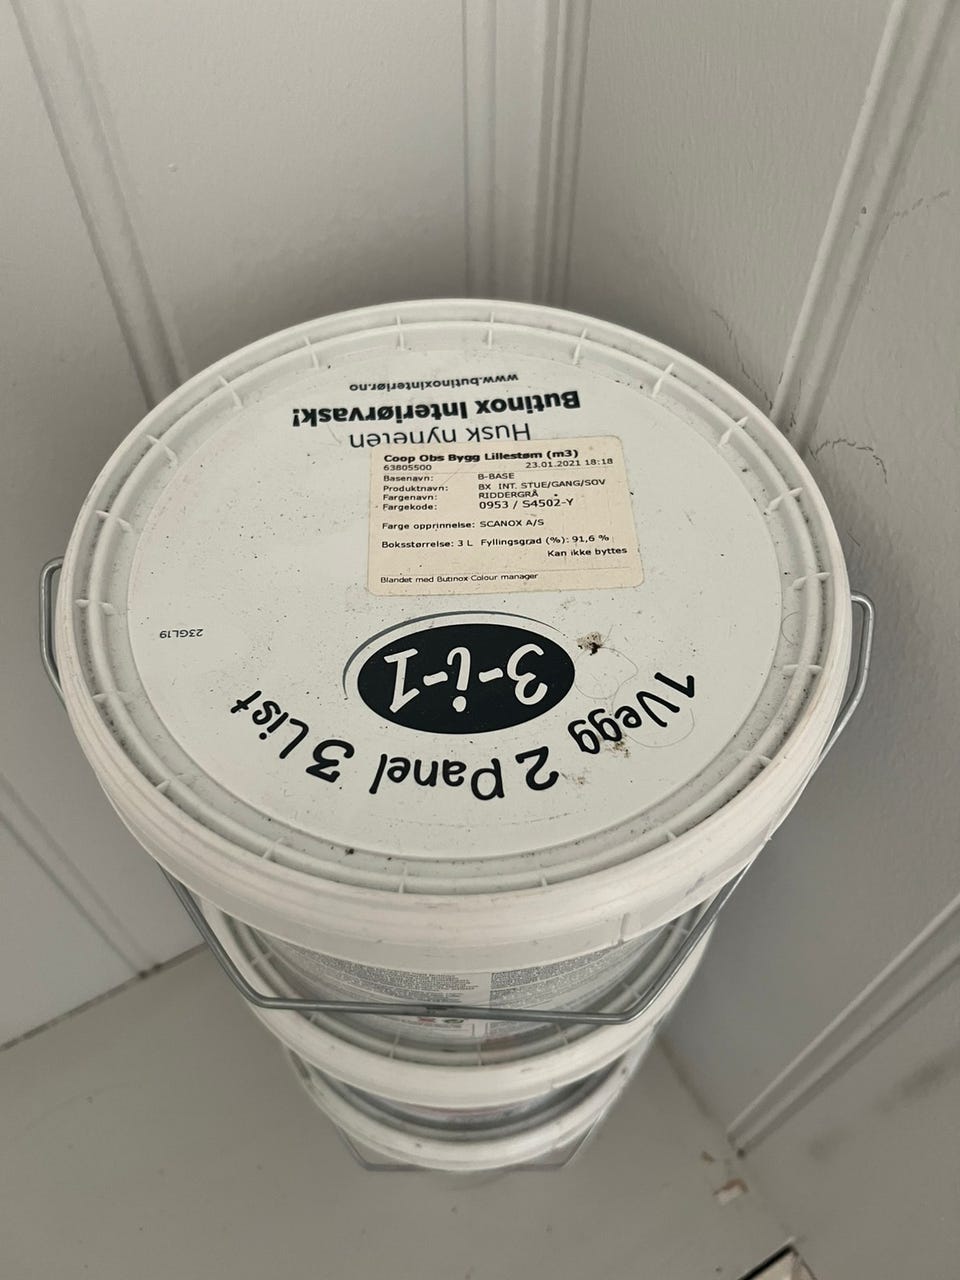 www.butinoxinteriør.no
Butinox Interiørvask!
Husk nyheten
Coop Obs Bygg Lillestøm (m3)
63805500 23.01.2021 18:18
Basenavn: B-BASE
Produktnavn: BX INT. STUE/GANG/SOV
Fargenavn: RIDDERGRÅ
Fargekode: 0953 / S4502-Y
Farge opprinnelse: SCANOX A/S
Boksstørrelse: 3 L Fyllingsgrad (%): 91,6 %
Kan ikke byttes
Blandet med Butinox Colour manager
23GL19
3-i-1
1 Vegg 2 Panel 3 List